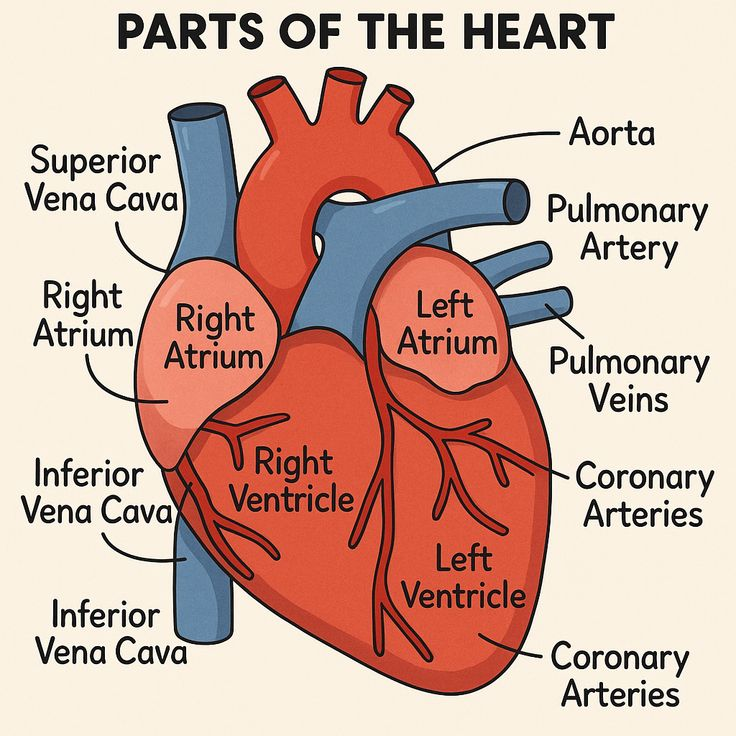 PARTS OF THE HEART
Aorta
Superior
Vena Cava
Pulmonary
Artery
Right
Atrium
Right
Atrium
Left
Atrium
Pulmonary
Veins
Inferior
Vena Cava
Right
Ventricle
Coronary
Arteries
Left
Ventricle
Inferior
Vena Cava
Coronary
Arteries